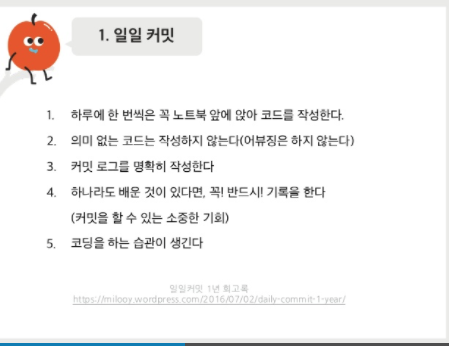 1. 일일 커밋
1. 하루에 한 번씩은 꼭 노트북 앞에 앉아 코드를 작성한다.
2. 의미 없는 코드는 작성하지 않는다(어뷰징은 하지 않는다)
3. 커밋 로그를 명확히 작성한다
4. 하나라도 배운 것이 있다면, 꼭! 반드시! 기록을 한다
(커밋을 할 수 있는 소중한 기회)
5. 코딩을 하는 습관이 생긴다
일일커밋 1년 회고록
https://milooy.wordpress.com/2016/07/02/daily-commit-1-year/